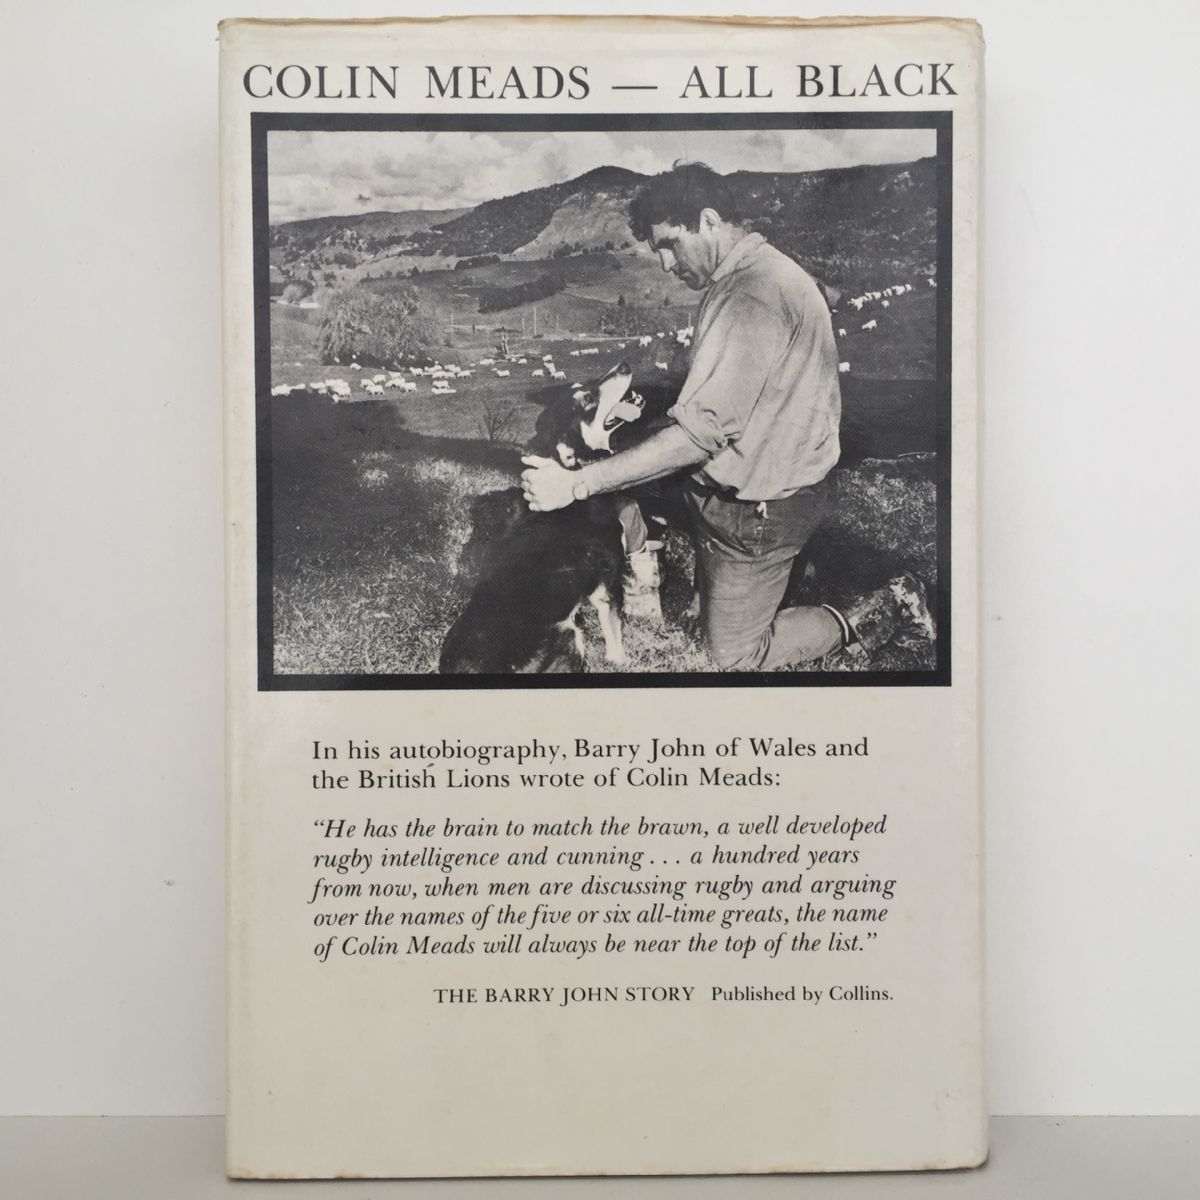 COLIN MEADS — ALL BLACK
In his autobiography, Barry John of Wales and
the British Lions wrote of Colin Meads:
“He has the brain to match the brawn, a well developed
rugby intelligence and cunning . . . a hundred years
from now, when men are discussing rugby and arguing
over the names of the five or six all-time greats, the name
of Colin Meads will always be near the top of the list.”
THE BARRY JOHN STORY Published by Collins.